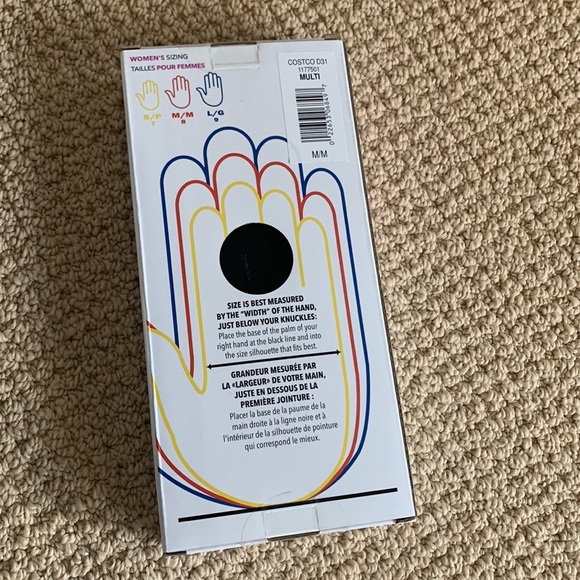 WOMEN'S SIZING
TAILLES POUR FEMMES
S/P
7
M/M
8
L/G
9
COSTCO D31
1177501
MULTI
0 22653 06849 7
M/M
SIZE IS BEST MEASURED
BY THE "WIDTH" OF THE HAND,
JUST BELOW YOUR KNUCKLES:
Place the base of the palm of your
right hand at the black line and into
the size silhouette that fits best.
GRANDEUR MESURÉE PAR
LA «LARGEUR» DE VOTRE MAIN,
JUSTE EN DESSOUS DE LA
PREMIÈRE JOINTURE :
Placer la base de la paume de la
main droite à la ligne noire et à
l'intérieur de la silhouette de pointure
qui correspond le mieux.